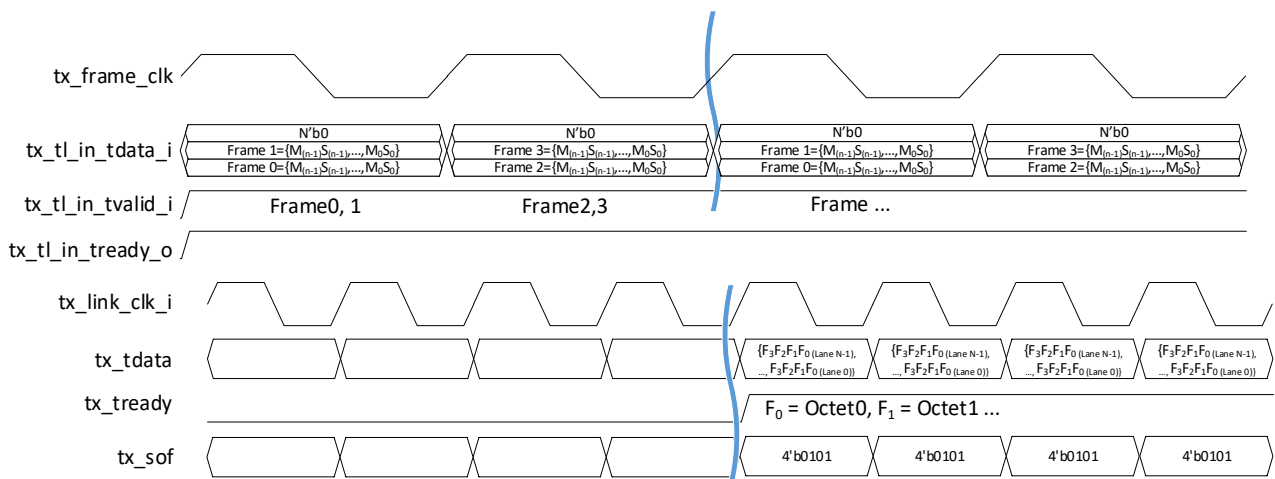 tx_frame_clk
tx_tl_in_tdata_i
N'b0
Frame 1={M(n-1)S(n-1),...,M0S0}
Frame 0={M(n-1)S(n-1),...,M0S0}
N'b0
Frame 3={M(n-1)S(n-1),...,M0S0}
Frame 2={M(n-1)S(n-1),...,M0S0}
N'b0
Frame 1={M(n-1)S(n-1),...,M0S0}
Frame 0={M(n-1)S(n-1),...,M0S0}
N'b0
Frame 3={M(n-1)S(n-1),...,M0S0}
Frame 2={M(n-1)S(n-1),...,M0S0}
tx_tl_in_tvalid_i
Frame0, 1
Frame2,3
Frame ...
tx_tl_in_tready_o
tx_link_clk_i
tx_tdata
{F3F2F1F0 (Lane N-1),
..., F3F2F1F0 (Lane 0)}
{F3F2F1F0 (Lane N-1),
..., F3F2F1F0 (Lane 0)}
{F3F2F1F0 (Lane N-1),
..., F3F2F1F0 (Lane 0)}
{F3F2F1F0 (Lane N-1),
..., F3F2F1F0 (Lane 0)}
tx_tready
F0 = Octet0, F1 = Octet1 ...
tx_sof
4'b0101
4'b0101
4'b0101
4'b0101